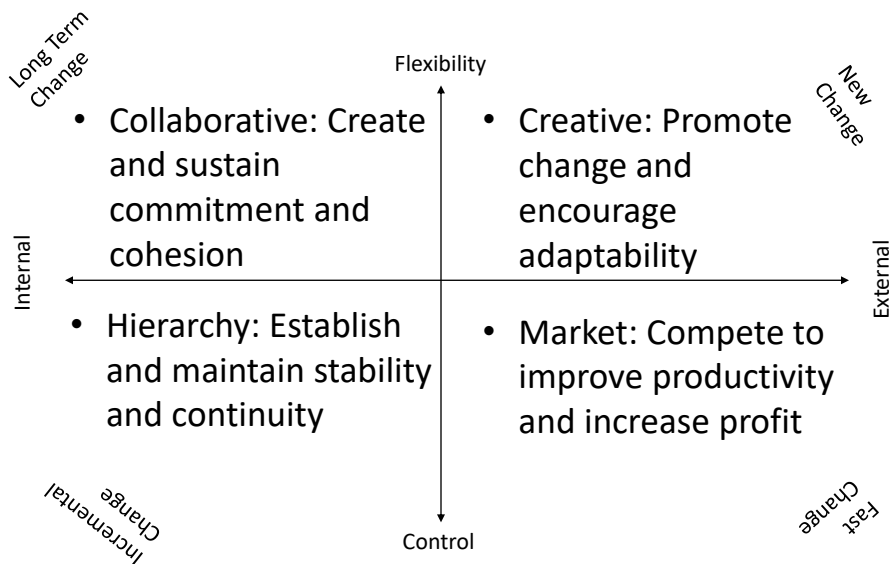 Long Term
Change
Flexibility
New
Change
• Collaborative: Create
and sustain
commitment and
cohesion
• Creative: Promote
change and
encourage
adaptability
Internal
External
• Hierarchy: Establish
and maintain stability
and continuity
• Market: Compete to
improve productivity
and increase profit
Incremental
Change
Control
Fast
Change